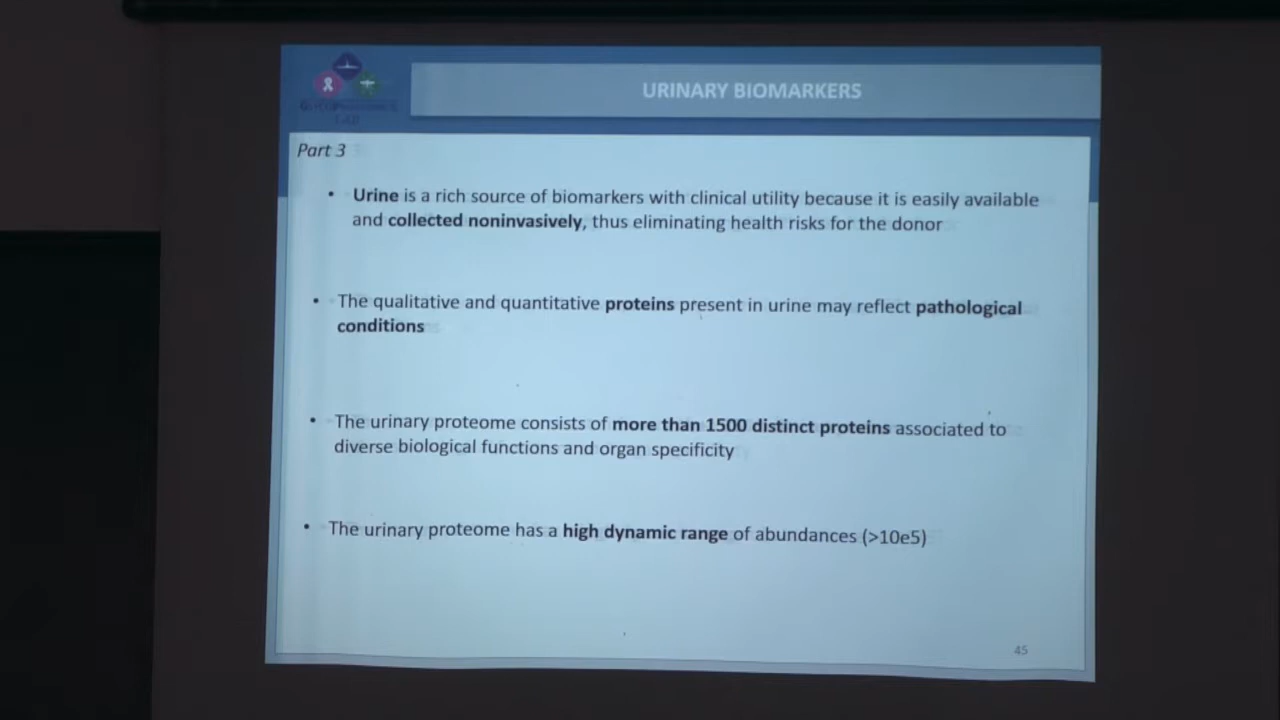 URINARY BIOMARKERS
Part 3
• Urine is a rich source of biomarkers with clinical utility because it is easily available
and collected noninvasively, thus eliminating health risks for the donor
• The qualitative and quantitative proteins present in urine may reflect pathological
conditions
• The urinary proteome consists of more than 1500 distinct proteins associated to
diverse biological functions and organ specificity
• The urinary proteome has a high dynamic range of abundances (>10e5)
45